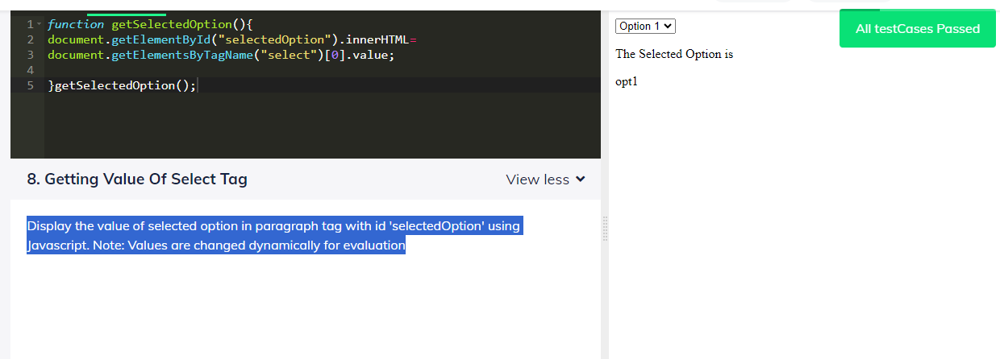 1 function getSelectedOption(){
2 document.getElementById("selectedOption").innerHTML=
3 document.getElementsByTagName("select")[0].value;
4
5 }getSelectedOption();
8. Getting Value Of Select Tag
View less
Display the value of selected option in paragraph tag with id 'selectedOption' using
Javascript. Note: Values are changed dynamically for evaluation
Option 1
All testCases Passed
The Selected Option is
opt1